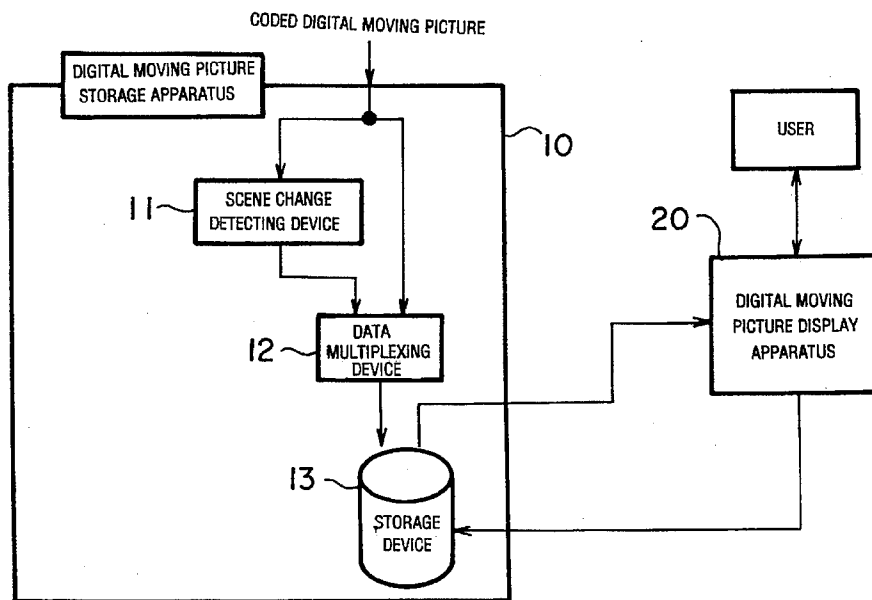 CODED DIGITAL MOVING PICTURE
DIGITAL MOVING PICTURE
STORAGE APPARATUS
10
USER
11
SCENE CHANGE
DETECTING DEVICE
20
DIGITAL MOVING
PICTURE DISPLAY
APPARATUS
12
DATA
MULTIPLEXING
DEVICE
13
STORAGE
DEVICE